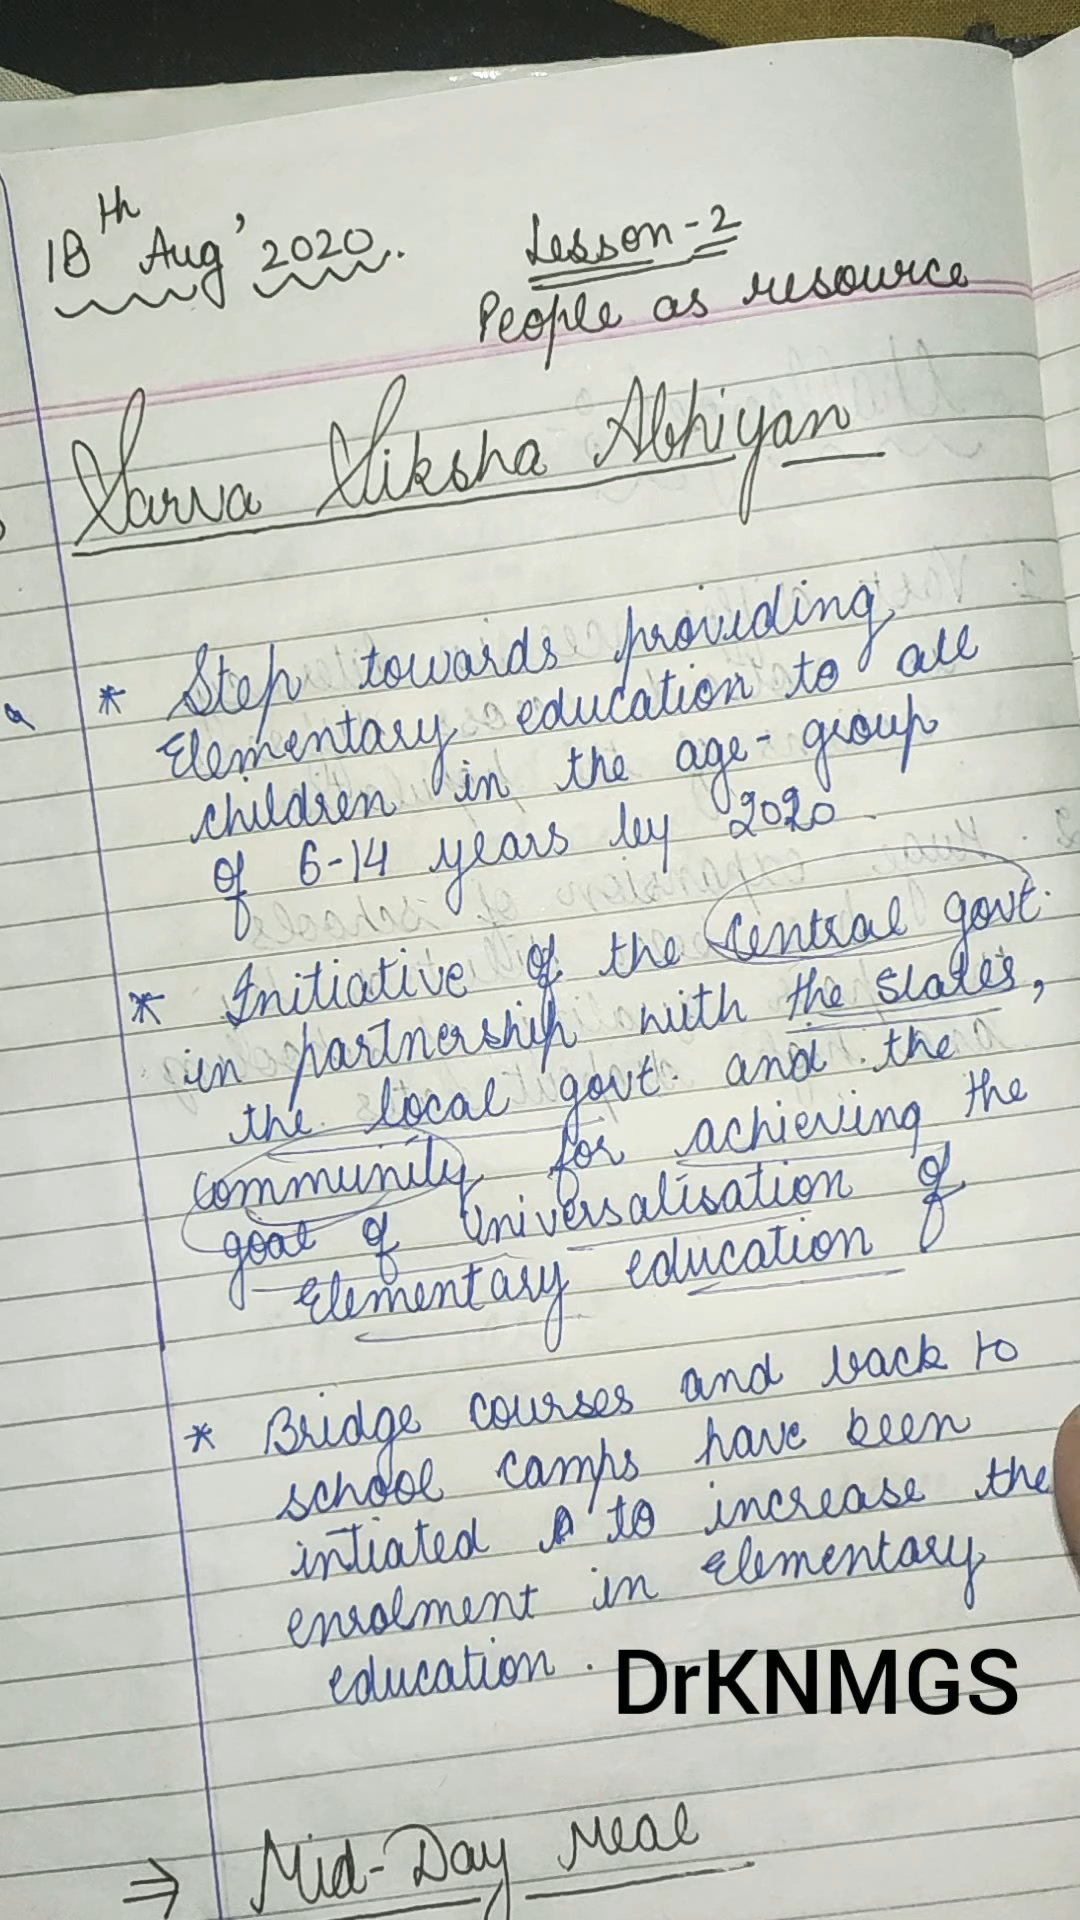 18th Aug' 2020.
Lesson-2
People as resource
Sarva Siksha Abhiyan
* Step towards providing
Elementary education to all
children in the age-group
of 6-14 years by 2020.
* Initiative of the Central govt.
in partnership with the states,
the local govt. and the
community for achieving the
goal of Universalisation of
Elementary education
* Bridge courses and back to
school camps have been
intiated to increase the
enrolment in Elementary
education.
DrKNMGS
⇒ Mid-Day Meal